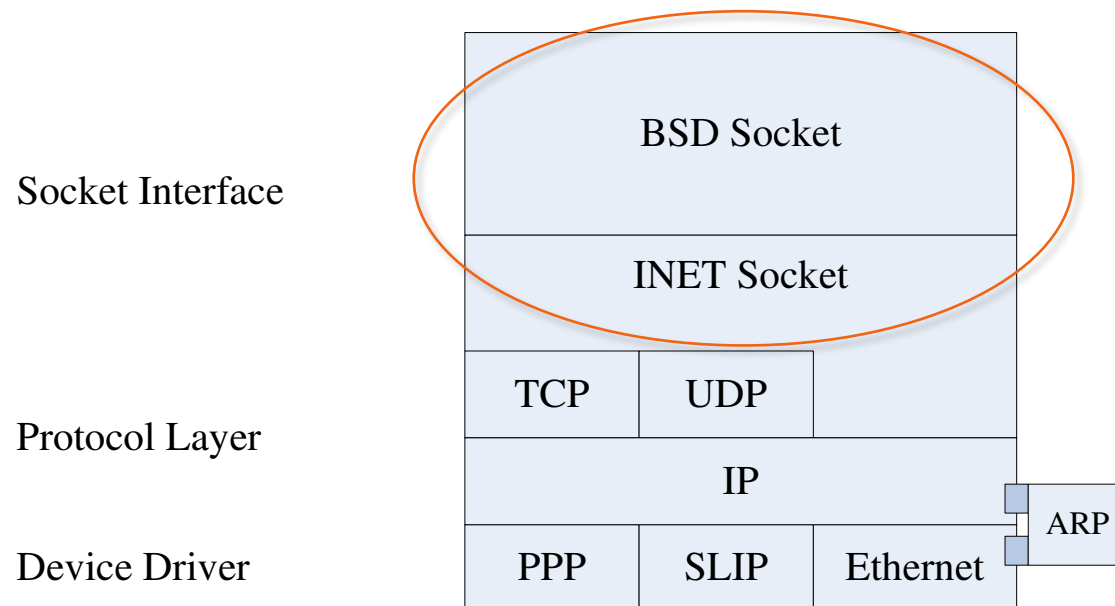 BSD Socket
Socket Interface
INET Socket
TCP UDP
Protocol Layer
IP
ARP
Device Driver PPP SLIP Ethernet